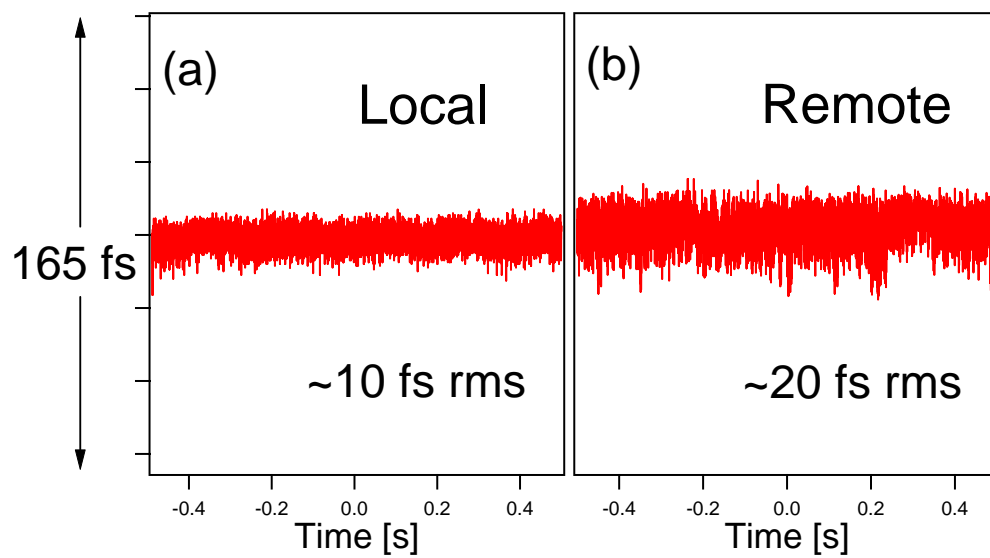 (a)
Local
165 fs
~10 fs rms
-0.4 -0.2 0.0 0.2 0.4
Time [s]
(b)
Remote
~20 fs rms
-0.4 -0.2 0.0 0.2 0.4
Time [s]